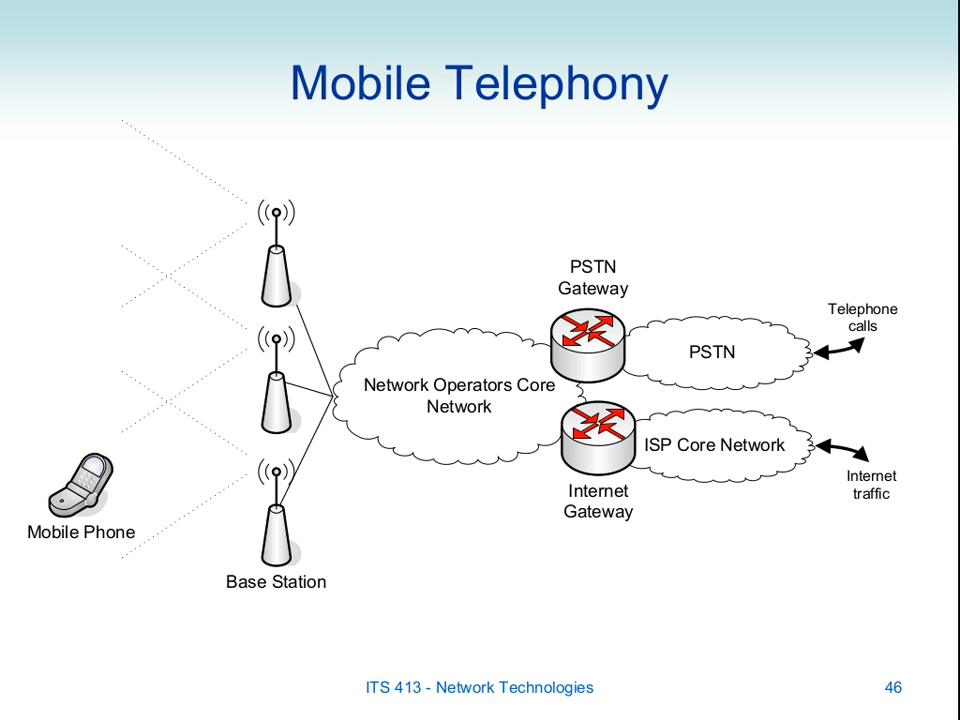 Mobile Telephony
PSTN
Gateway
Telephone
calls
PSTN
Network Operators Core
Network
ISP Core Network
Internet
traffic
Internet
Gateway
Mobile Phone
Base Station
ITS 413 - Network Technologies
46